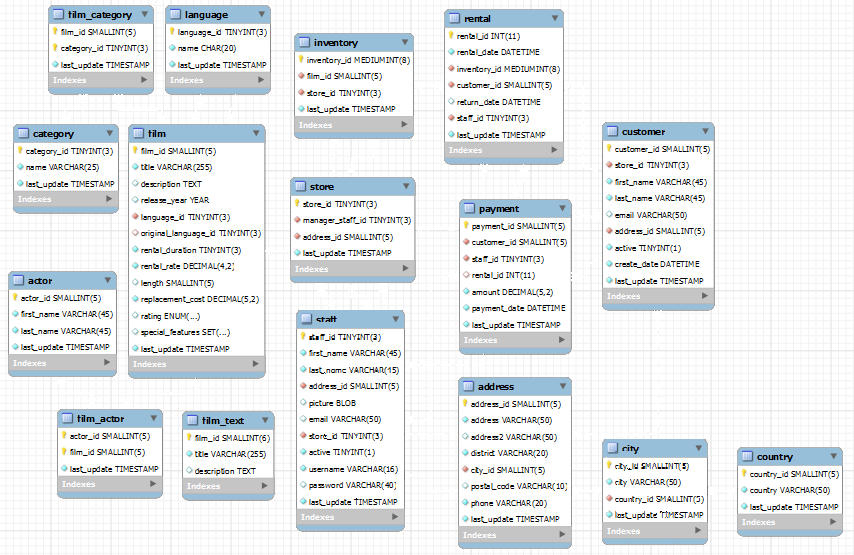 film_category
film_id SMALLINT(5)
category_id TINYINT(3)
last_update TIMESTAMP
Indexes
language
language_id TINYINT(3)
name CHAR(20)
last_update TIMESTAMP
Indexes
inventory
inventory_id MEDIUMINT(8)
film_id SMALLINT(5)
store_id TINYINT(3)
last_update TIMESTAMP
Indexes
rental
rental_id INT(11)
rental_date DATETIME
inventory_id MEDIUMINT(8)
customer_id SMALLINT(5)
return_date DATETIME
staff_id TINYINT(3)
last_update TIMESTAMP
Indexes
category
category_id TINYINT(3)
name VARCHAR(25)
last_update TIMESTAMP
Indexes
film
film_id SMALLINT(5)
title VARCHAR(255)
description TEXT
release_year YEAR
language_id TINYINT(3)
original_language_id TINYINT(3)
rental_duration TINYINT(3)
rental_rate DECIMAL(4,2)
length SMALLINT(5)
replacement_cost DECIMAL(5,2)
rating ENUM(...)
special_features SET(...)
last_update TIMESTAMP
Indexes
store
store_id TINYINT(3)
manager_staff_id TINYINT(3)
address_id SMALLINT(5)
last_update TIMESTAMP
Indexes
customer
customer_id SMALLINT(5)
store_id TINYINT(3)
first_name VARCHAR(45)
last_name VARCHAR(45)
email VARCHAR(50)
address_id SMALLINT(5)
active TINYINT(1)
create_date DATETIME
last_update TIMESTAMP
Indexes
payment
payment_id SMALLINT(5)
customer_id SMALLINT(5)
staff_id TINYINT(3)
rental_id INT(11)
amount DECIMAL(5,2)
payment_date DATETIME
last_update TIMESTAMP
Indexes
actor
actor_id SMALLINT(5)
first_name VARCHAR(45)
last_name VARCHAR(45)
last_update TIMESTAMP
Indexes
staff
staff_id TINYINT(3)
first_name VARCHAR(45)
last_name VARCHAR(45)
address_id SMALLINT(5)
picture BLOB
email VARCHAR(50)
store_id TINYINT(3)
active TINYINT(1)
username VARCHAR(16)
password VARCHAR(40)
last_update TIMESTAMP
Indexes
address
address_id SMALLINT(5)
address VARCHAR(50)
address2 VARCHAR(50)
district VARCHAR(20)
city_id SMALLINT(5)
postal_code VARCHAR(10)
phone VARCHAR(20)
last_update TIMESTAMP
Indexes
film_actor
actor_id SMALLINT(5)
film_id SMALLINT(5)
last_update TIMESTAMP
Indexes
film_text
film_id SMALLINT(6)
title VARCHAR(255)
description TEXT
Indexes
city
city_id SMALLINT(5)
city VARCHAR(50)
country_id SMALLINT(5)
last_update TIMESTAMP
Indexes
country
country_id SMALLINT(5)
country VARCHAR(50)
last_update TIMESTAMP
Indexes